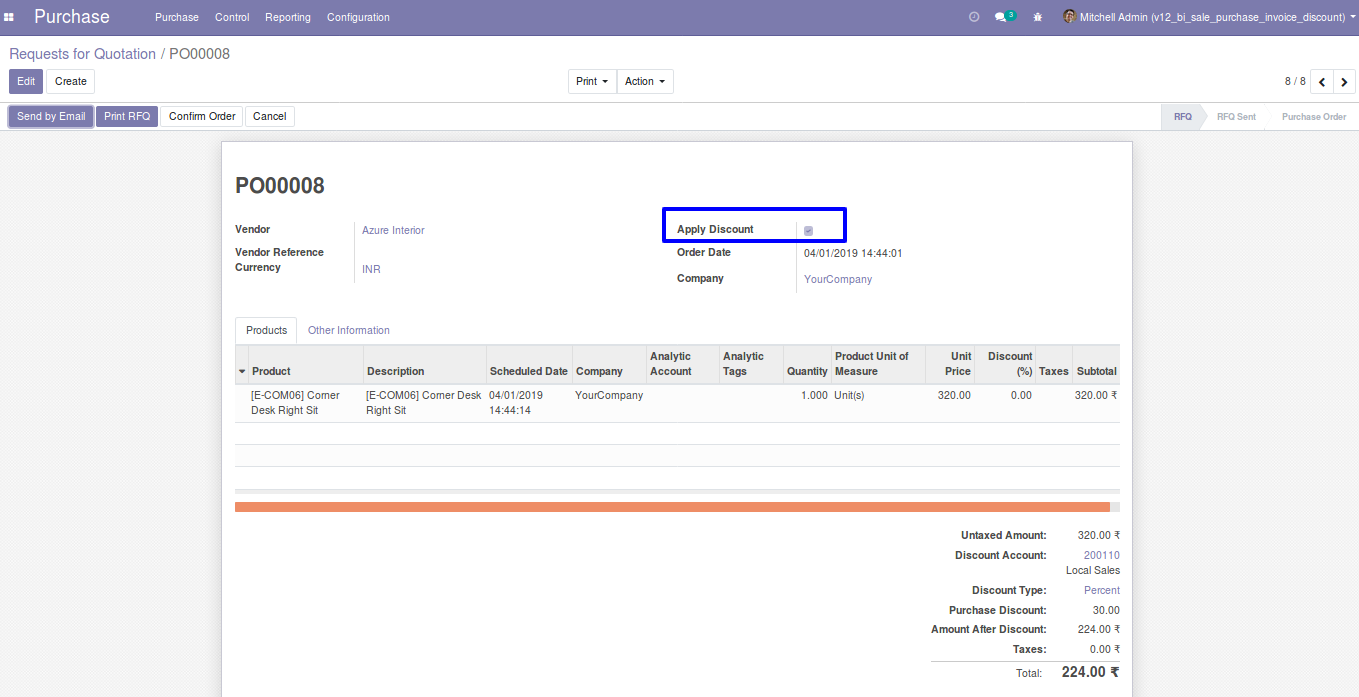 Purchase Purchase Control Reporting Configuration 3 Mitchell Admin (v12_bi_sale_purchase_invoice_discount)
Requests for Quotation / PO00008
Edit Create Print Action 8 / 8
Send by Email Print RFQ Confirm Order Cancel RFQ RFQ Sent Purchase Order
PO00008
Vendor Azure Interior
Vendor Reference
Currency INR
Apply Discount
Order Date 04/01/2019 14:44:01
Company YourCompany
Products Other Information
Product Description Scheduled Date Company Analytic Account Analytic Tags Quantity Product Unit of Measure Unit Price Discount (%) Taxes Subtotal
[E-COM06] Corner Desk Right Sit [E-COM06] Corner Desk Right Sit 04/01/2019 14:44:14 YourCompany 1.000 Unit(s) 320.00 0.00 320.00 ₹
Untaxed Amount: 320.00 ₹
Discount Account: 200110
Local Sales
Discount Type: Percent
Purchase Discount: 30.00
Amount After Discount: 224.00 ₹
Taxes: 0.00 ₹
Total: 224.00 ₹